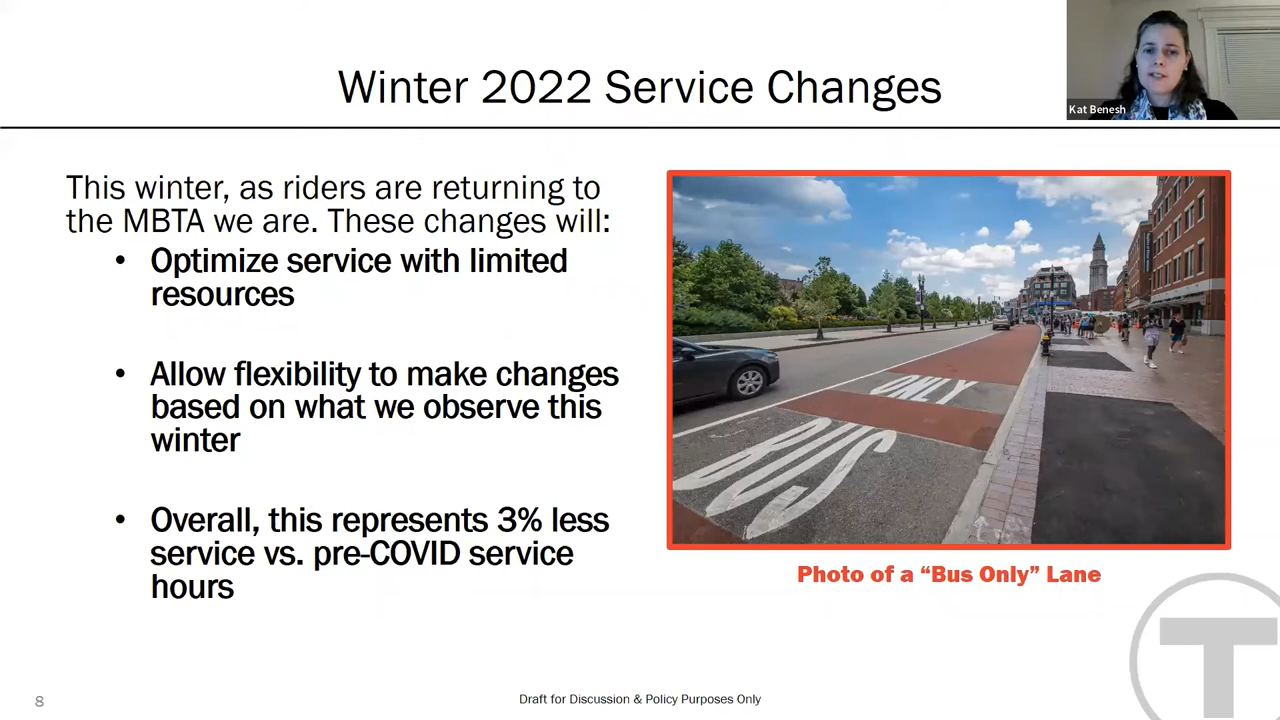 Winter 2022 Service Changes
Kat Benesh
This winter, as riders are returning to
the MBTA we are. These changes will:
• Optimize service with limited
resources
• Allow flexibility to make changes
based on what we observe this
winter
• Overall, this represents 3% less
service vs. pre-COVID service
hours
ONLY
BUS
Photo of a “Bus Only” Lane
T
8
Draft for Discussion & Policy Purposes Only